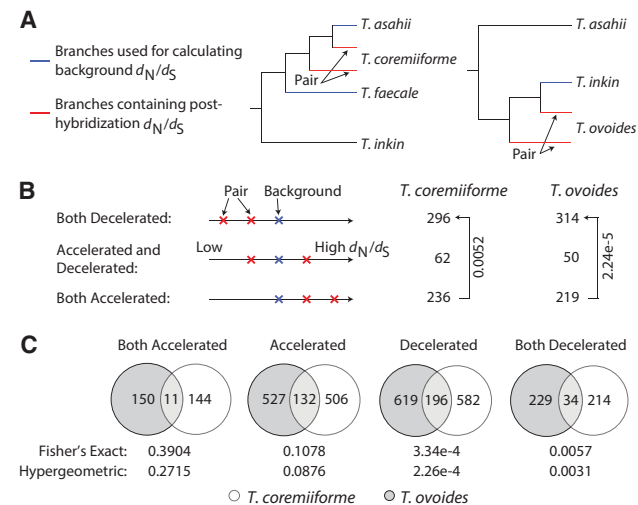 A
Branches used for calculating
background dN/dS
Branches containing post-
hybridization dN/dS
T. asahii
T. coremiiforme
Pair
T. faecale
T. inkin
T. asahii
T. inkin
T. ovoides
Pair
B
Pair Background
T. coremiiforme T. ovoides
Both Decelerated:
296 314
Accelerated and
Decelerated:
Low High dN/dS
62 50
0.0052 2.24e-5
Both Accelerated:
236 219
C
Both Accelerated Accelerated Decelerated Both Decelerated
150 11 144 527 132 506 619 196 582 229 34 214
Fisher's Exact: 0.3904 0.1078 3.34e-4 0.0057
Hypergeometric: 0.2715 0.0876 2.26e-4 0.0031
T. coremiiforme T. ovoides